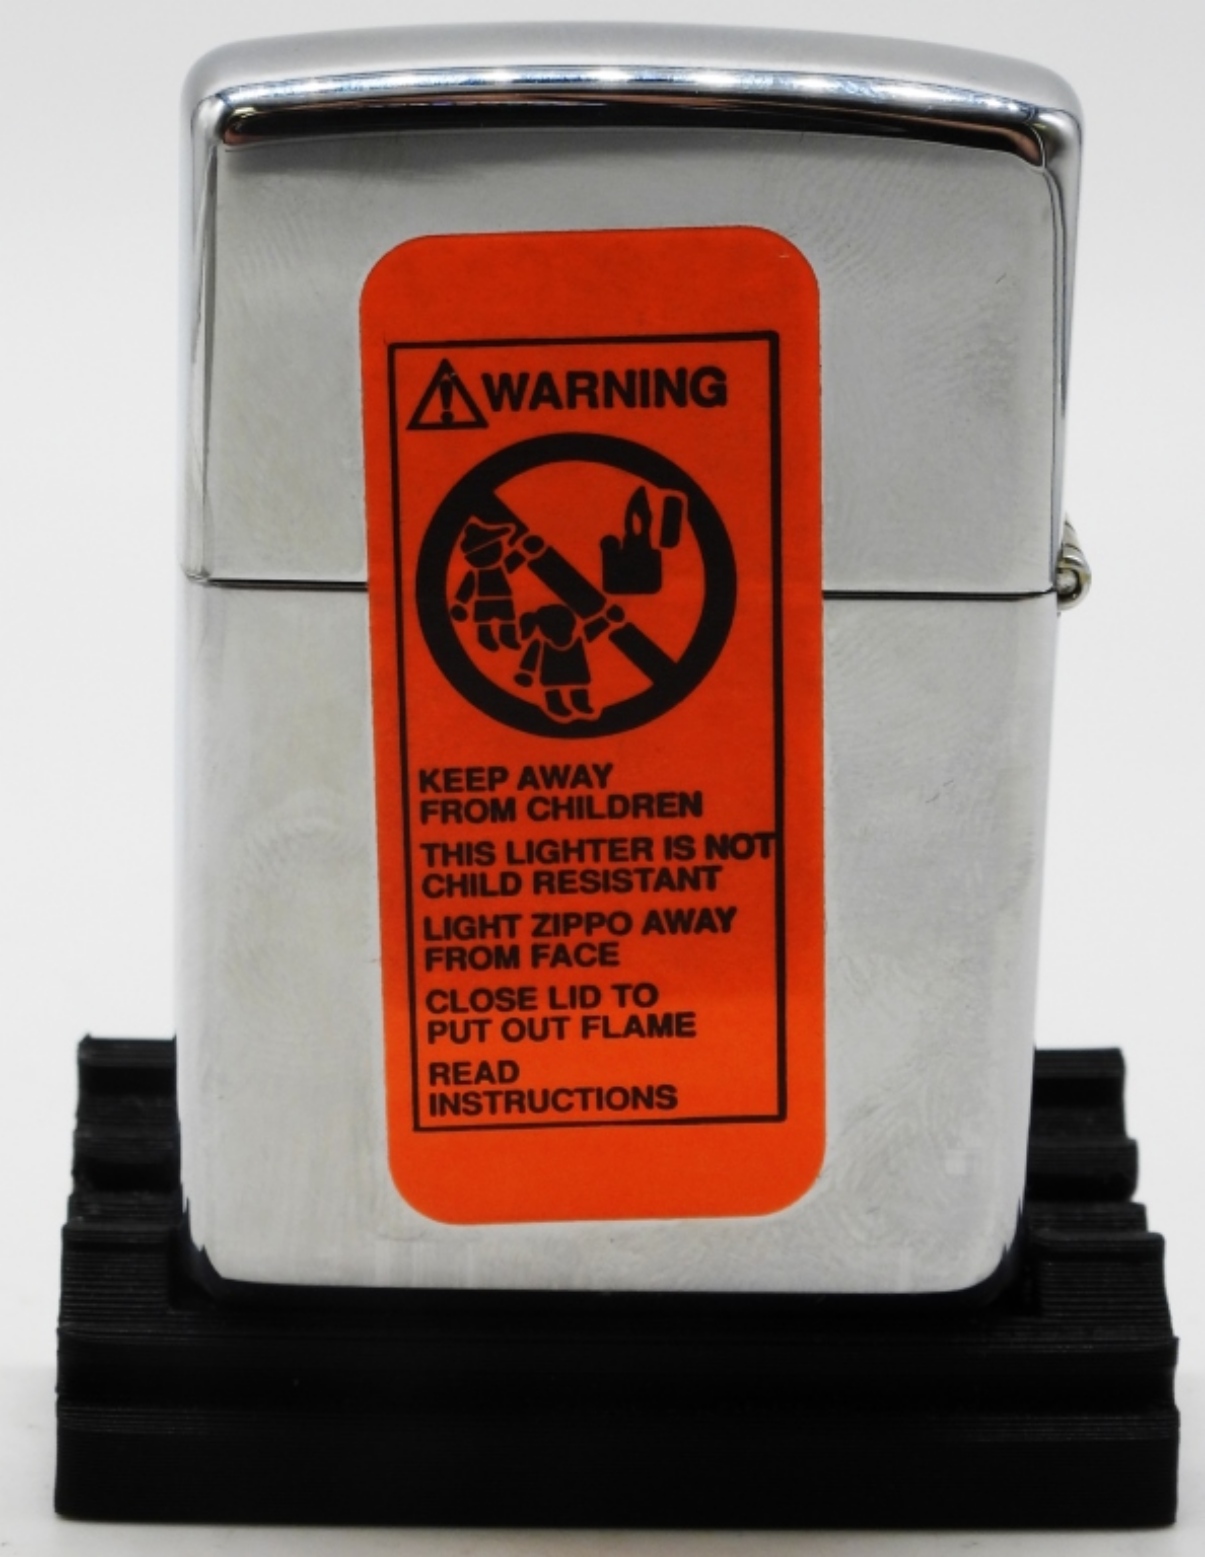 WARNING
KEEP AWAY
FROM CHILDREN
THIS LIGHTER IS NOT
CHILD RESISTANT
LIGHT ZIPPO AWAY
FROM FACE
CLOSE LID TO
PUT OUT FLAME
READ
INSTRUCTIONS